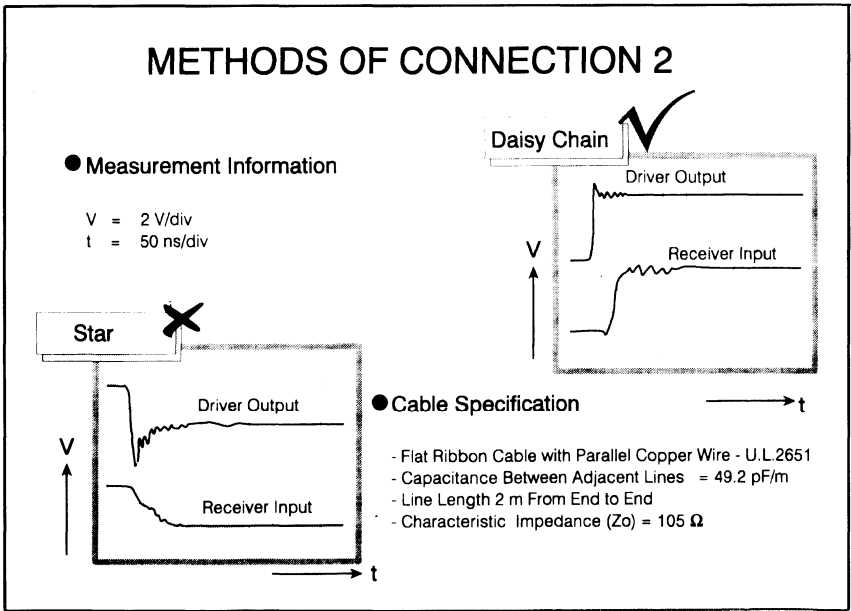 METHODS OF CONNECTION 2
● Measurement Information
V = 2 V/div
t = 50 ns/div
Daisy Chain
Driver Output
Receiver Input
V
t
Star
Driver Output
Receiver Input
V
t
● Cable Specification
- Flat Ribbon Cable with Parallel Copper Wire - U.L.2651
- Capacitance Between Adjacent Lines = 49.2 pF/m
- Line Length 2 m From End to End
- Characteristic Impedance (Zo) = 105 Ω